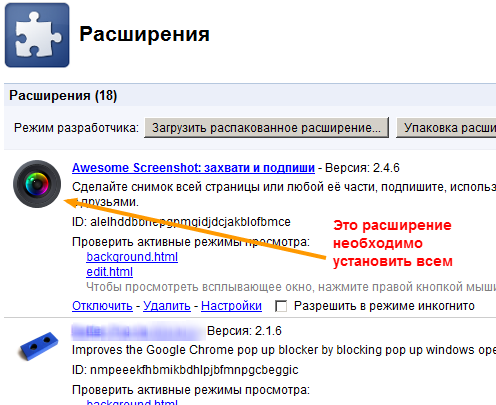 Расширения
Расширения (18)
Режим разработчика: Загрузить распакованное расширение... Упаковка расши
Awesome Screenshot: захвати и подпиши - Версия: 2.4.6
Сделайте снимок всей страницы или любой её части, подпишите, использ
друзьями.
ID: alelhddbbhepgpmgidjdcjakblofbmce
Это расширение
необходимо
установить всем
Проверить активные режимы просмотра:
background.html
edit.html
Чтобы просмотреть всплывающее окно, нажмите правой кнопкой мыши
Отключить - Удалить - Настройки Разрешить в режиме инкогнито
Версия: 2.1.6
Improves the Google Chrome pop up blocker by blocking pop up windows ope
ID: nmpeeekfhbmikbdhlpjbfmnpgcbeggic
Проверить активные режимы просмотра:
background.html